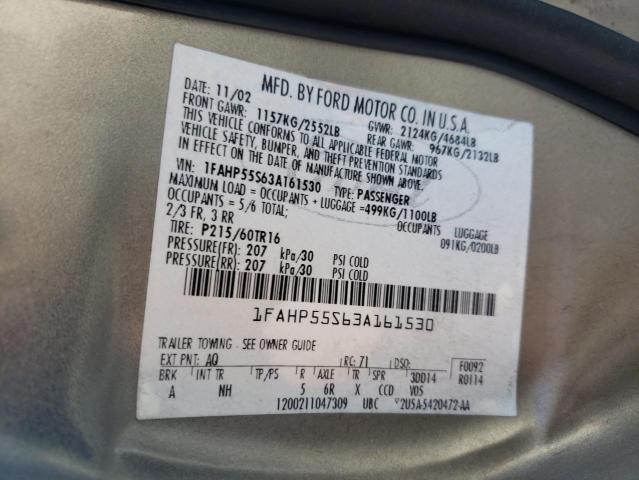 MFD. BY FORD MOTOR CO. IN U.S.A.
DATE: 11/02 GVWR: 2124KG/4684LB
FRONT GAWR: 1157KG/2552LB REAR GAWR: 967KG/2132LB
THIS VEHICLE CONFORMS TO ALL APPLICABLE FEDERAL MOTOR
VEHICLE SAFETY, BUMPER, AND THEFT PREVENTION STANDARDS
IN EFFECT ON THE DATE OF MANUFACTURE SHOWN ABOVE.
VIN: 1FAHP55S63A161530 TYPE: PASSENGER
MAXIMUM LOAD = OCCUPANTS + LUGGAGE =499KG/1100LB
OCCUPANTS = 5/6 TOTAL; OCCUPANTS LUGGAGE
2/3 FR, 3 RR 091KG/0200LB
TIRE: P215/60TR16
PRESSURE(FR) 207 kPa/30 PSI COLD
PRESSURE(RR) 207 kPa/30 PSI COLD
1FAHP55S63A161530
TRAILER TOWING - SEE OWNER GUIDE
EXT PNT: AQ RC: 71 DSO: F0092
BRK INT TR TP/PS R AXLE TR SPR 3DD14 R0114
A NH 5 6R X CCD VOS
1200211047309 UBC 2U5A-5420472-AA